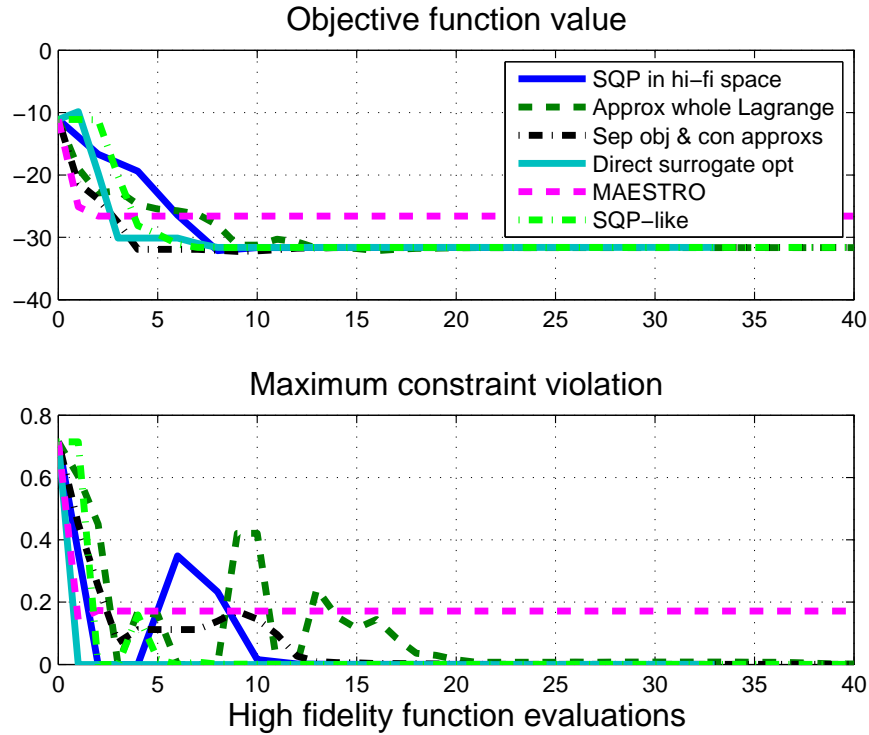 Objective function value
0
−10
−20
−30
−40
0 5 10 15 20 25 30 35 40
SQP in hi−fi space
Approx whole Lagrange
Sep obj & con approxs
Direct surrogate opt
MAESTRO
SQP−like
Maximum constraint violation
0.8
0.6
0.4
0.2
0
0 5 10 15 20 25 30 35 40
High fidelity function evaluations